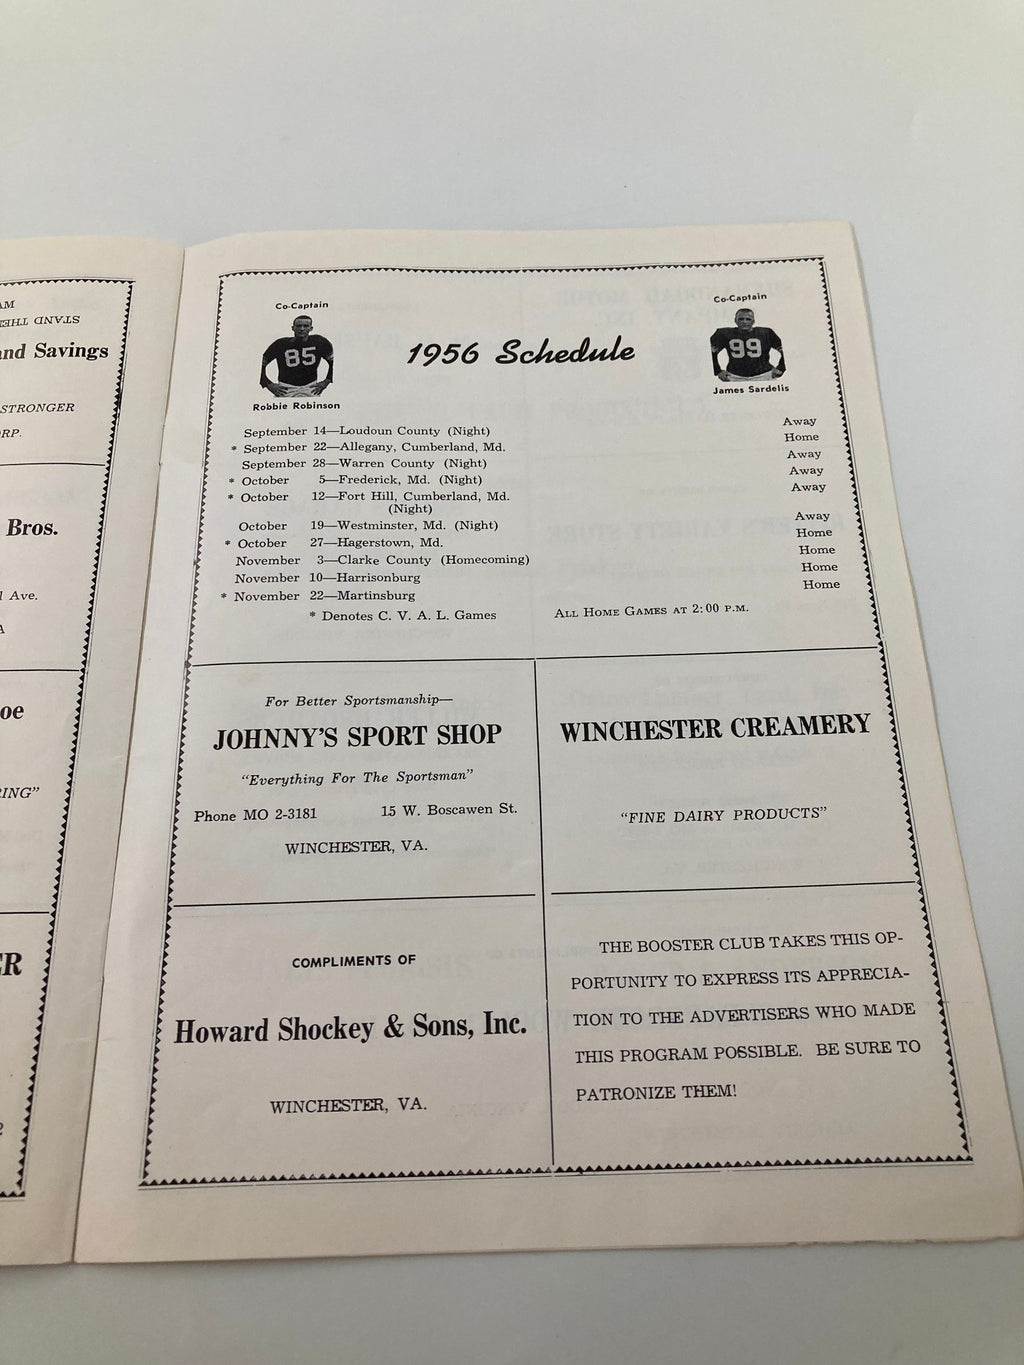 AM
STAND THE
and Savings
STRONGER
RP.
Bros.
l Ave.
A
oe
RING"
ER
2
Co-Captain
85
Robbie Robinson
1956 Schedule
Co-Captain
99
James Sardelis
September 14—Loudoun County (Night) Away
* September 22—Allegany, Cumberland, Md. Home
September 28—Warren County (Night) Away
* October 5—Frederick, Md. (Night) Away
* October 12—Fort Hill, Cumberland, Md. Away
(Night)
October 19—Westminster, Md. (Night) Away
* October 27—Hagerstown, Md. Home
November 3—Clarke County (Homecoming) Home
November 10—Harrisonburg Home
* November 22—Martinsburg Home
* Denotes C. V. A. L. Games All Home Games at 2:00 p.m.
For Better Sportsmanship—
JOHNNY'S SPORT SHOP
"Everything For The Sportsman"
Phone MO 2-3181 15 W. Boscawen St.
WINCHESTER, VA.
WINCHESTER CREAMERY
"FINE DAIRY PRODUCTS"
COMPLIMENTS OF
Howard Shockey & Sons, Inc.
WINCHESTER, VA.
THE BOOSTER CLUB TAKES THIS OP-
PORTUNITY TO EXPRESS ITS APPRECIA-
TION TO THE ADVERTISERS WHO MADE
THIS PROGRAM POSSIBLE. BE SURE TO
PATRONIZE THEM!